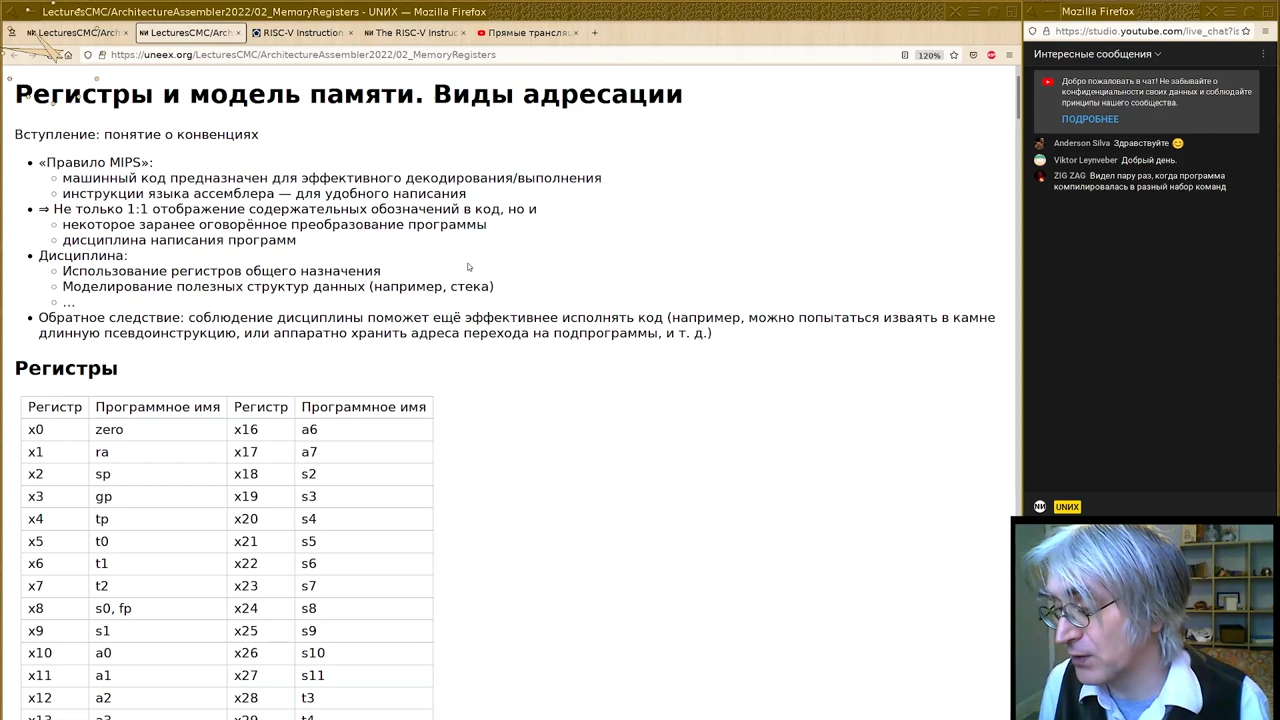 LecturesCMC/ArchitectureAssembler2022/02_MemoryRegisters - UNIX — Mozilla Firefox
LecturesCMC/Archi
LecturesCMC/Archi
RISC-V Instruction
The RISC-V Instruct
Прямые трансляц
https://uneex.org/LecturesCMC/ArchitectureAssembler2022/02_MemoryRegisters
120%
Регистры и модель памяти. Виды адресации
Вступление: понятие о конвенциях
«Правило MIPS»:
машинный код предназначен для эффективного декодирования/выполнения
инструкции языка ассемблера — для удобного написания
⇒ Не только 1:1 отображение содержательных обозначений в код, но и
некоторое заранее оговорённое преобразование программы
дисциплина написания программ
Дисциплина:
Использование регистров общего назначения
Моделирование полезных структур данных (например, стека)
…
Обратное следствие: соблюдение дисциплины поможет ещё эффективнее исполнять код (например, можно попытаться изваять в камне
длинную псевдоинструкцию, или аппаратно хранить адреса перехода на подпрограммы, и т. д.)
Регистры
Регистр Программное имя Регистр Программное имя
x0 zero x16 a6
x1 ra x17 a7
x2 sp x18 s2
x3 gp x19 s3
x4 tp x20 s4
x5 t0 x21 s5
x6 t1 x22 s6
x7 t2 x23 s7
x8 s0, fp x24 s8
x9 s1 x25 s9
x10 a0 x26 s10
x11 a1 x27 s11
x12 a2 x28 t3
x13 a3 x29 t4
Mozilla Firefox
https://studio.youtube.com/live_chat?is
Интересные сообщения
Добро пожаловать в чат! Не забывайте о
конфиденциальности своих данных и соблюдайте
принципы нашего сообщества.
ПОДРОБНЕЕ
Anderson Silva Здравствуйте 😊
Viktor Leynveber Добрый день.
ZIG ZAG Видел пару раз, когда программа
компилировалась в разный набор команд
UNИX